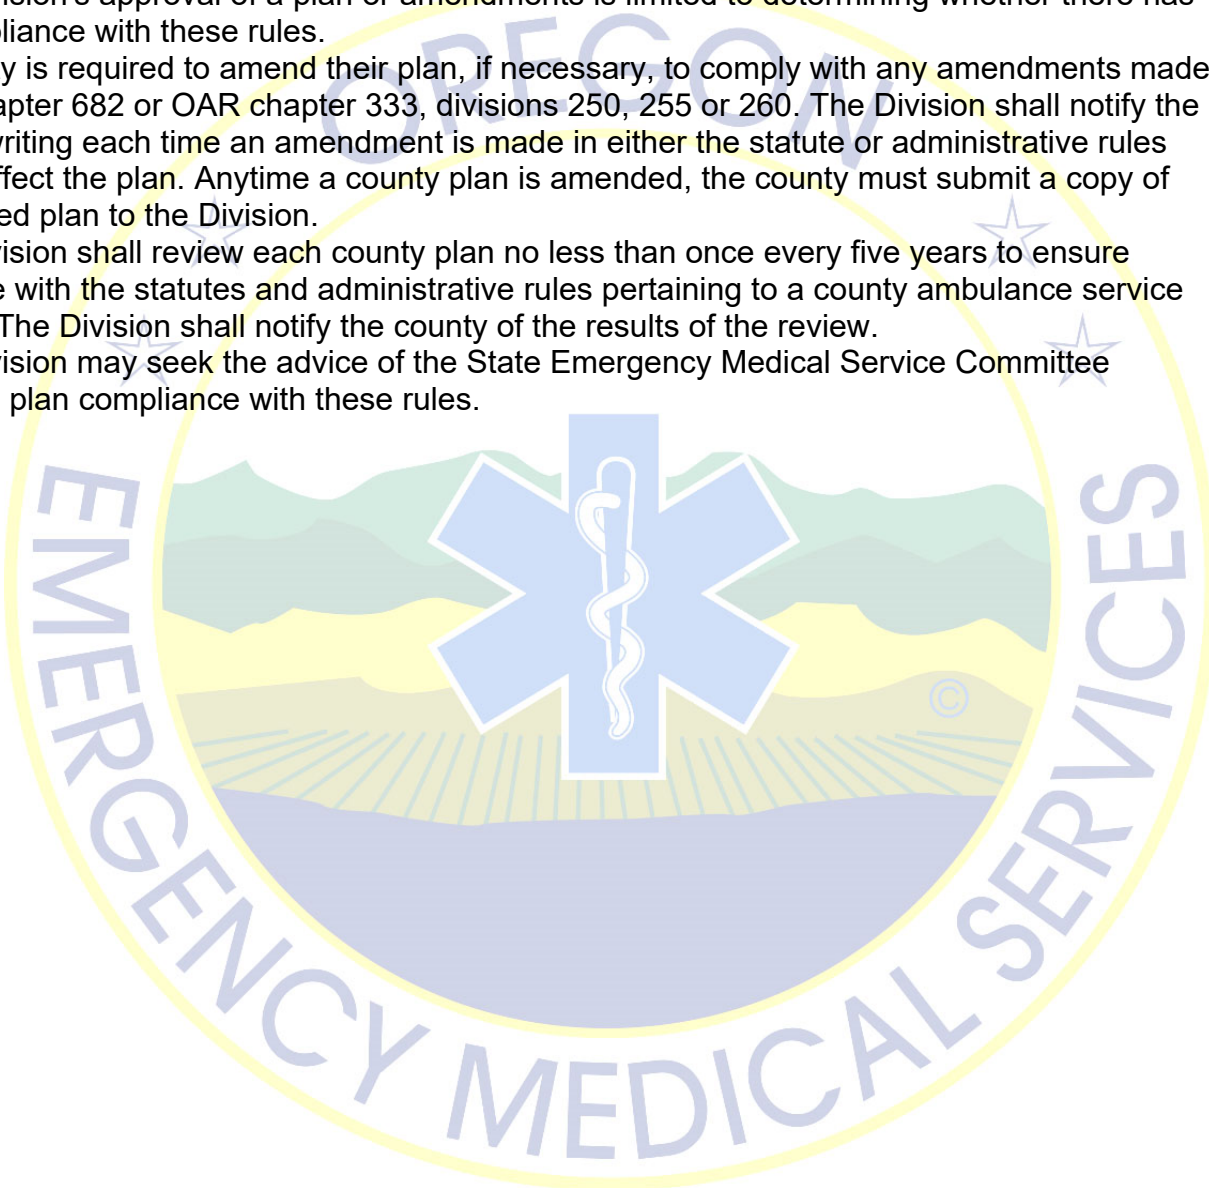 vision's approval of a plan or amendments is limited to determining whether there has
pliance with these rules.
y is required to amend their plan, if necessary, to comply with any amendments made
apter 682 or OAR chapter 333, divisions 250, 255 or 260. The Division shall notify the
writing each time an amendment is made in either the statute or administrative rules
ffect the plan. Anytime a county plan is amended, the county must submit a copy of
ed plan to the Division.
vision shall review each county plan no less than once every five years to ensure
e with the statutes and administrative rules pertaining to a county ambulance service
The Division shall notify the county of the results of the review.
vision may seek the advice of the State Emergency Medical Service Committee
plan compliance with these rules.
OREGON
EMERGENCY MEDICAL SERVICES
©